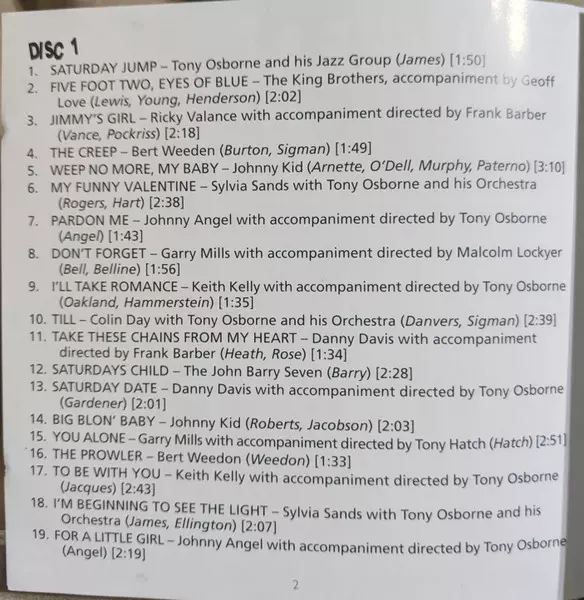 DISC 1
1. SATURDAY JUMP – Tony Osborne and his Jazz Group (James) [1:50]
2. FIVE FOOT TWO, EYES OF BLUE – The King Brothers, accompaniment by Geoff
Love (Lewis, Young, Henderson) [2:02]
3. JIMMY'S GIRL – Ricky Valance with accompaniment directed by Frank Barber
(Vance, Pockriss) [2:18]
4. THE CREEP – Bert Weeden (Burton, Sigman) [1:49]
5. WEEP NO MORE, MY BABY – Johnny Kid (Arnette, O'Dell, Murphy, Paterno) [3:10]
6. MY FUNNY VALENTINE – Sylvia Sands with Tony Osborne and his Orchestra
(Rogers, Hart) [2:38]
7. PARDON ME – Johnny Angel with accompaniment directed by Tony Osborne
(Angel) [1:43]
8. DON'T FORGET – Garry Mills with accompaniment directed by Malcolm Lockyer
(Bell, Belline) [1:56]
9. I'LL TAKE ROMANCE – Keith Kelly with accompaniment directed by Tony Osborne
(Oakland, Hammerstein) [1:35]
10. TILL – Colin Day with Tony Osborne and his Orchestra (Danvers, Sigman) [2:39]
11. TAKE THESE CHAINS FROM MY HEART – Danny Davis with accompaniment
directed by Frank Barber (Heath, Rose) [1:34]
12. SATURDAYS CHILD – The John Barry Seven (Barry) [2:28]
13. SATURDAY DATE – Danny Davis with accompaniment directed by Tony Osborne
(Gardener) [2:01]
14. BIG BLON' BABY – Johnny Kid (Roberts, Jacobson) [2:03]
15. YOU ALONE – Garry Mills with accompaniment directed by Tony Hatch (Hatch) [2:51]
16. THE PROWLER – Bert Weedon (Weedon) [1:33]
17. TO BE WITH YOU – Keith Kelly with accompaniment directed by Tony Osborne
(Jacques) [2:43]
18. I'M BEGINNING TO SEE THE LIGHT – Sylvia Sands with Tony Osborne and his
Orchestra (James, Ellington) [2:07]
19. FOR A LITTLE GIRL – Johnny Angel with accompaniment directed by Tony Osborne
(Angel) [2:19]
2